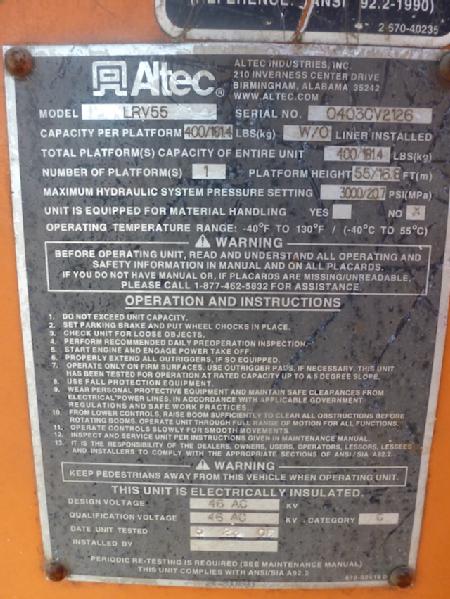 (REFERENCE: ANSI 92.2-1990)
2-670-40235
Altec®
ALTEC INDUSTRIES, INC.
210 INVERNESS CENTER DRIVE
BIRMINGHAM, ALABAMA 35242
WWW.ALTEC.COM
MODEL LRV55 SERIAL NO. 0403CV2126
CAPACITY PER PLATFORM 400/181.4 LBS(kg) W/O LINER INSTALLED
TOTAL PLATFORM(S) CAPACITY OF ENTIRE UNIT 400/181.4 LBS(kg)
NUMBER OF PLATFORM(S) 1 PLATFORM HEIGHT 55/16.8 FT(m)
MAXIMUM HYDRAULIC SYSTEM PRESSURE SETTING 3000/20.7 PSI(MPa)
UNIT IS EQUIPPED FOR MATERIAL HANDLING YES NO X
OPERATING TEMPERATURE RANGE: -40°F TO 130°F / (-40°C TO 55°C)
WARNING
BEFORE OPERATING UNIT, READ AND UNDERSTAND ALL OPERATING AND
SAFETY INFORMATION IN MANUAL AND ON ALL PLACARDS.
IF YOU DO NOT HAVE MANUAL OR, IF PLACARDS ARE MISSING/UNREADABLE,
PLEASE CALL 1-877-462-5832 FOR ASSISTANCE.
OPERATION AND INSTRUCTIONS
1. DO NOT EXCEED UNIT CAPACITY.
2. SET PARKING BRAKE AND PUT WHEEL CHOCKS IN PLACE.
3. CHECK UNIT FOR LOOSE OBJECTS.
4. PERFORM RECOMMENDED DAILY PREOPERATION INSPECTION.
5. START ENGINE AND ENGAGE POWER TAKE OFF.
6. PROPERLY EXTEND ALL OUTRIGGERS, IF SO EQUIPPED.
7. OPERATE ONLY ON FIRM SURFACES. USE OUTRIGGER PADS, IF NECESSARY. THIS UNIT
HAS BEEN TESTED FOR OPERATION AT RATED CAPACITY UP TO A 5 DEGREE SLOPE.
8. USE FALL PROTECTION EQUIPMENT.
9. WEAR PERSONAL PROTECTIVE EQUIPMENT AND MAINTAIN SAFE CLEARANCES FROM
ELECTRICAL POWER LINES, IN ACCORDANCE WITH APPLICABLE GOVERNMENT
REGULATIONS AND SAFE WORK PRACTICES.
10. FROM LOWER CONTROLS, RAISE BOOM SUFFICIENTLY TO CLEAR ALL OBSTRUCTIONS BEFORE
ROTATING BOOMS. OPERATE UNIT THROUGH FULL RANGE OF MOTION FOR ALL FUNCTIONS.
11. OPERATE CONTROLS SLOWLY FOR SMOOTH MOVEMENTS.
12. INSPECT AND SERVICE UNIT PER INSTRUCTIONS GIVEN IN MAINTENANCE MANUAL.
13. IT IS THE RESPONSIBILITY OF THE DEALERS, OWNERS, USERS, OPERATORS, LESSORS, LESSEES
AND INSTALLERS TO COMPLY WITH THE APPROPRIATE SECTIONS OF ANSI/SIA A92.2.
WARNING
KEEP PEDESTRIANS AWAY FROM THIS VEHICLE WHEN OPERATING UNIT.
THIS UNIT IS ELECTRICALLY INSULATED.
DESIGN VOLTAGE 46 AC KV
QUALIFICATION VOLTAGE 46 AC KV, CATEGORY C
DATE UNIT TESTED
INSTALLED BY
PERIODIC RE-TESTING IS REQUIRED (SEE MAINTENANCE MANUAL)
THIS UNIT COMPLIES WITH ANSI/SIA A92.2